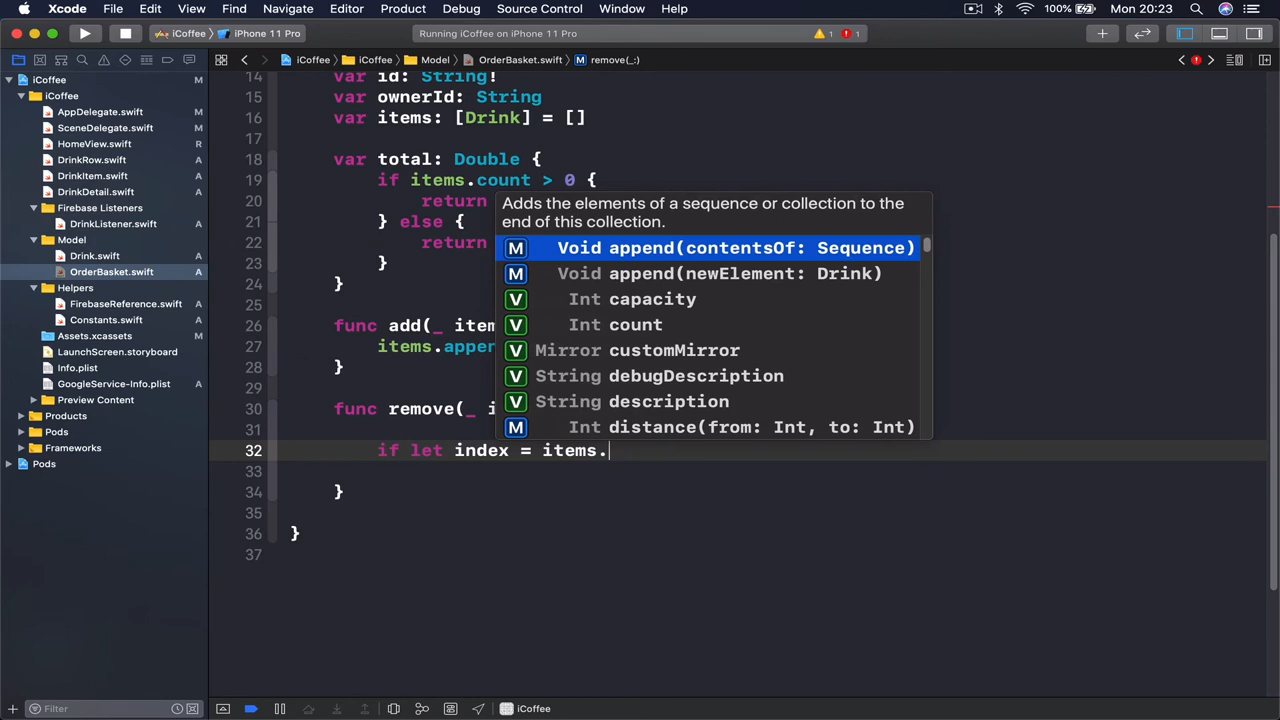 Xcode File Edit View Find Navigate Editor Product Debug Source Control Window Help 100% Mon 20:23
iCoffee iPhone 11 Pro Running iCoffee on iPhone 11 Pro 1 1
iCoffee iCoffee Model OrderBasket.swift M remove(_:)
iCoffee M
iCoffee
AppDelegate.swift M
SceneDelegate.swift M
HomeView.swift R
DrinkRow.swift A
DrinkItem.swift A
DrinkDetail.swift A
Firebase Listeners
DrinkListener.swift A
Model
Drink.swift A
OrderBasket.swift A
Helpers
FirebaseReference.swift A
Constants.swift A
Assets.xcassets A
LaunchScreen.storyboard
Info.plist
GoogleService-Info.plist A
Preview Content
Products
Pods
Frameworks
Pods
Filter
14 var id: String!
15 var ownerId: String
16 var items: [Drink] = []
17
18 var total: Double {
19 if items.count > 0 {
20 return
21 } else {
22 return
23 }
24 }
25
26 func add(_ item
27 items.appen
28 }
29
30 func remove(_ i
31
32 if let index = items.
33
34 }
35
36 }
37
Adds the elements of a sequence or collection to the
end of this collection.
M Void append(contentsOf: Sequence)
M Void append(newElement: Drink)
V Int capacity
V Int count
V Mirror customMirror
V String debugDescription
V String description
M Int distance(from: Int, to: Int)
iCoffee